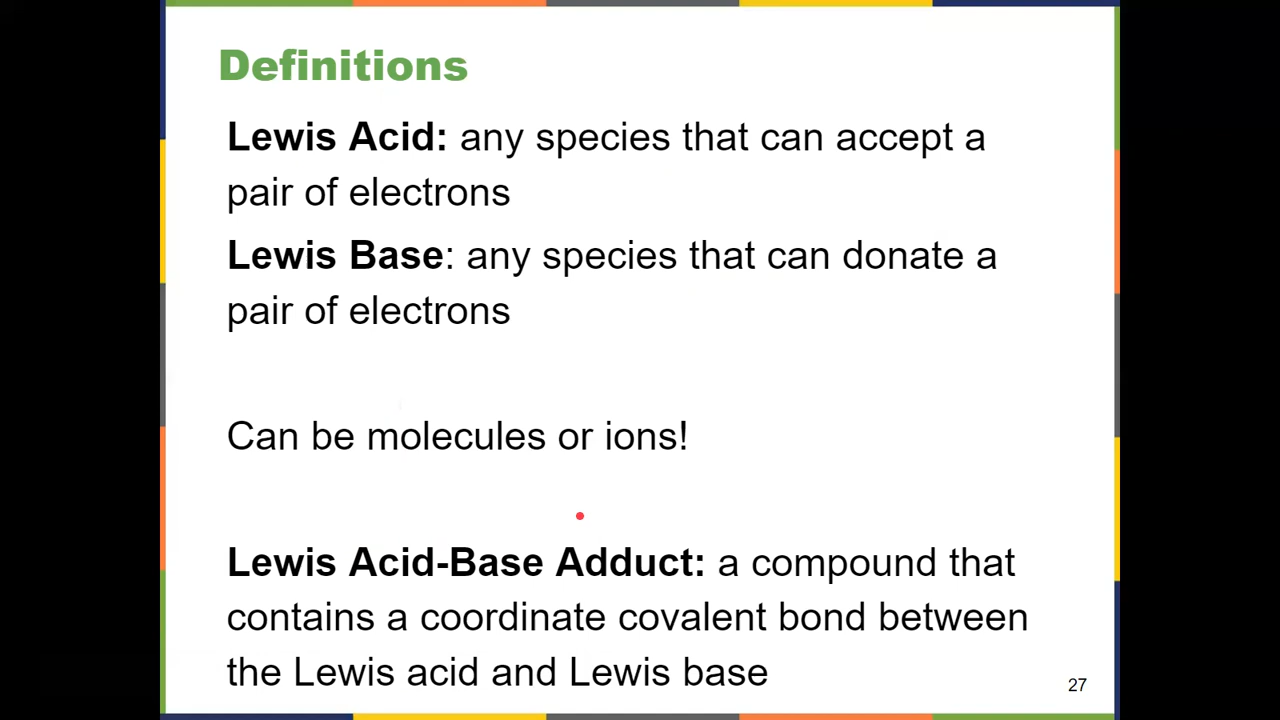 Definitions
Lewis Acid: any species that can accept a
pair of electrons
Lewis Base: any species that can donate a
pair of electrons
Can be molecules or ions!
Lewis Acid-Base Adduct: a compound that
contains a coordinate covalent bond between
the Lewis acid and Lewis base
27